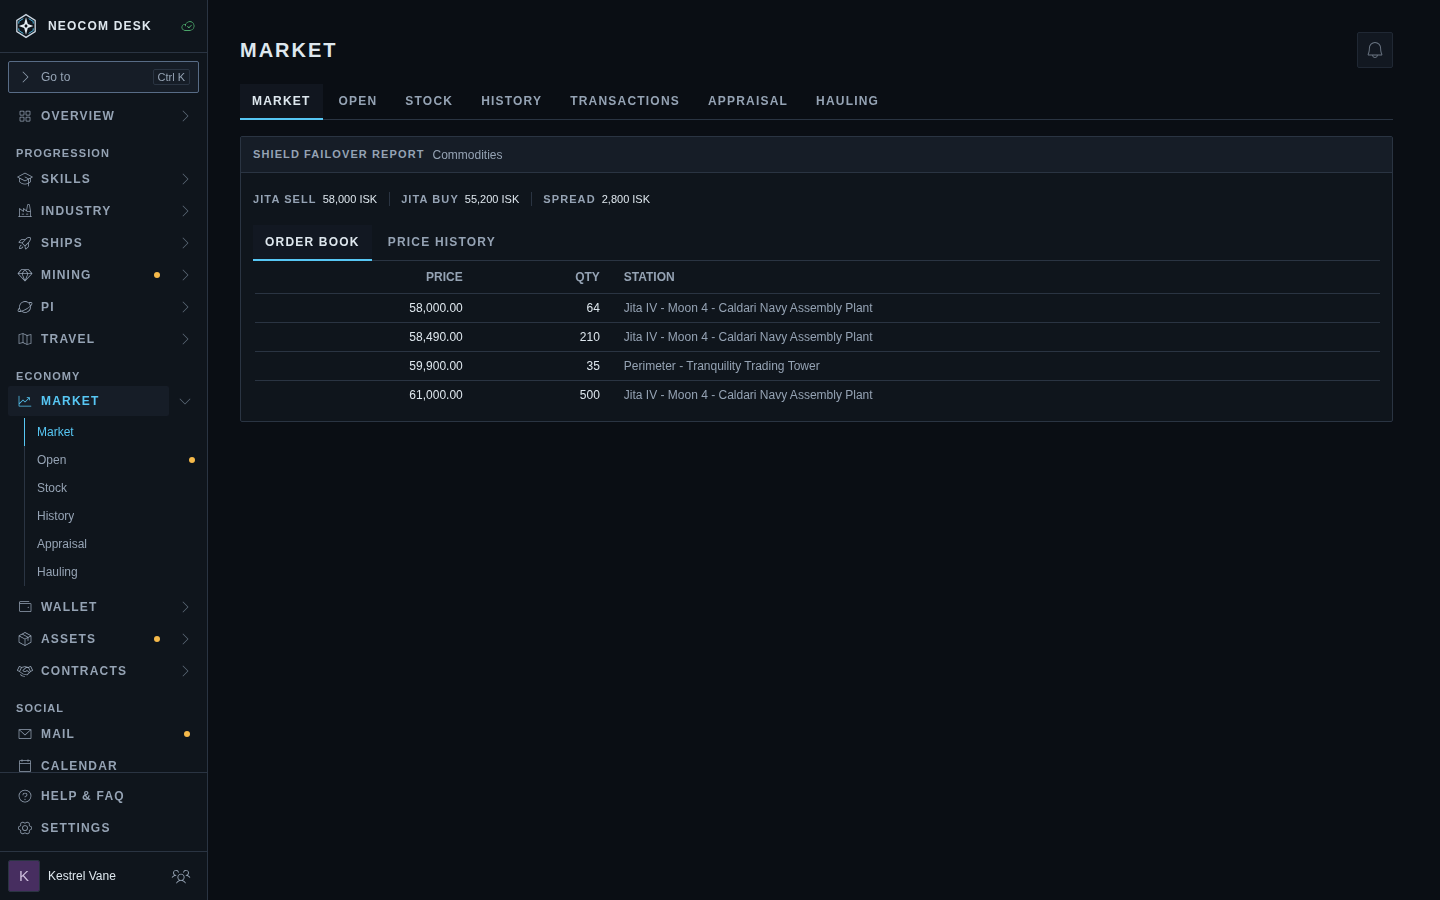 NEOCOM DESK
Go to Ctrl K
OVERVIEW
PROGRESSION
SKILLS
INDUSTRY
SHIPS
MINING
PI
TRAVEL
ECONOMY
MARKET
Market
Open
Stock
History
Appraisal
Hauling
WALLET
ASSETS
CONTRACTS
SOCIAL
MAIL
CALENDAR
HELP & FAQ
SETTINGS
K Kestrel Vane
MARKET
MARKET OPEN STOCK HISTORY TRANSACTIONS APPRAISAL HAULING
SHIELD FAILOVER REPORT Commodities
JITA SELL 58,000 ISK JITA BUY 55,200 ISK SPREAD 2,800 ISK
ORDER BOOK PRICE HISTORY
PRICE QTY STATION
58,000.00 64 Jita IV - Moon 4 - Caldari Navy Assembly Plant
58,490.00 210 Jita IV - Moon 4 - Caldari Navy Assembly Plant
59,900.00 35 Perimeter - Tranquility Trading Tower
61,000.00 500 Jita IV - Moon 4 - Caldari Navy Assembly Plant